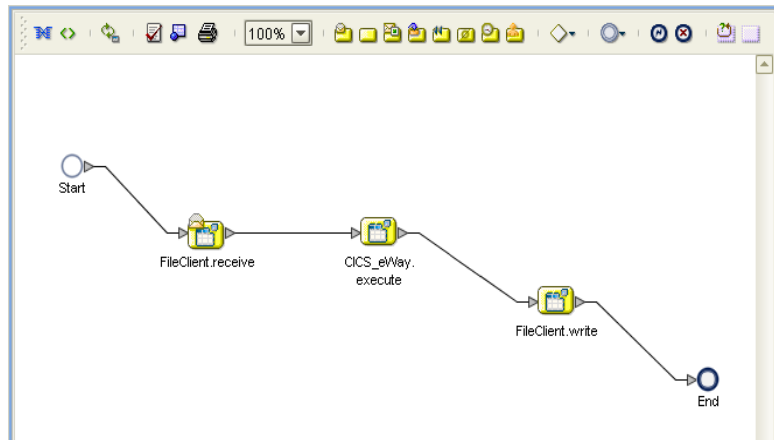 100%
Start
FileClient.receive
CICS_eWay.
execute
FileClient.write
End